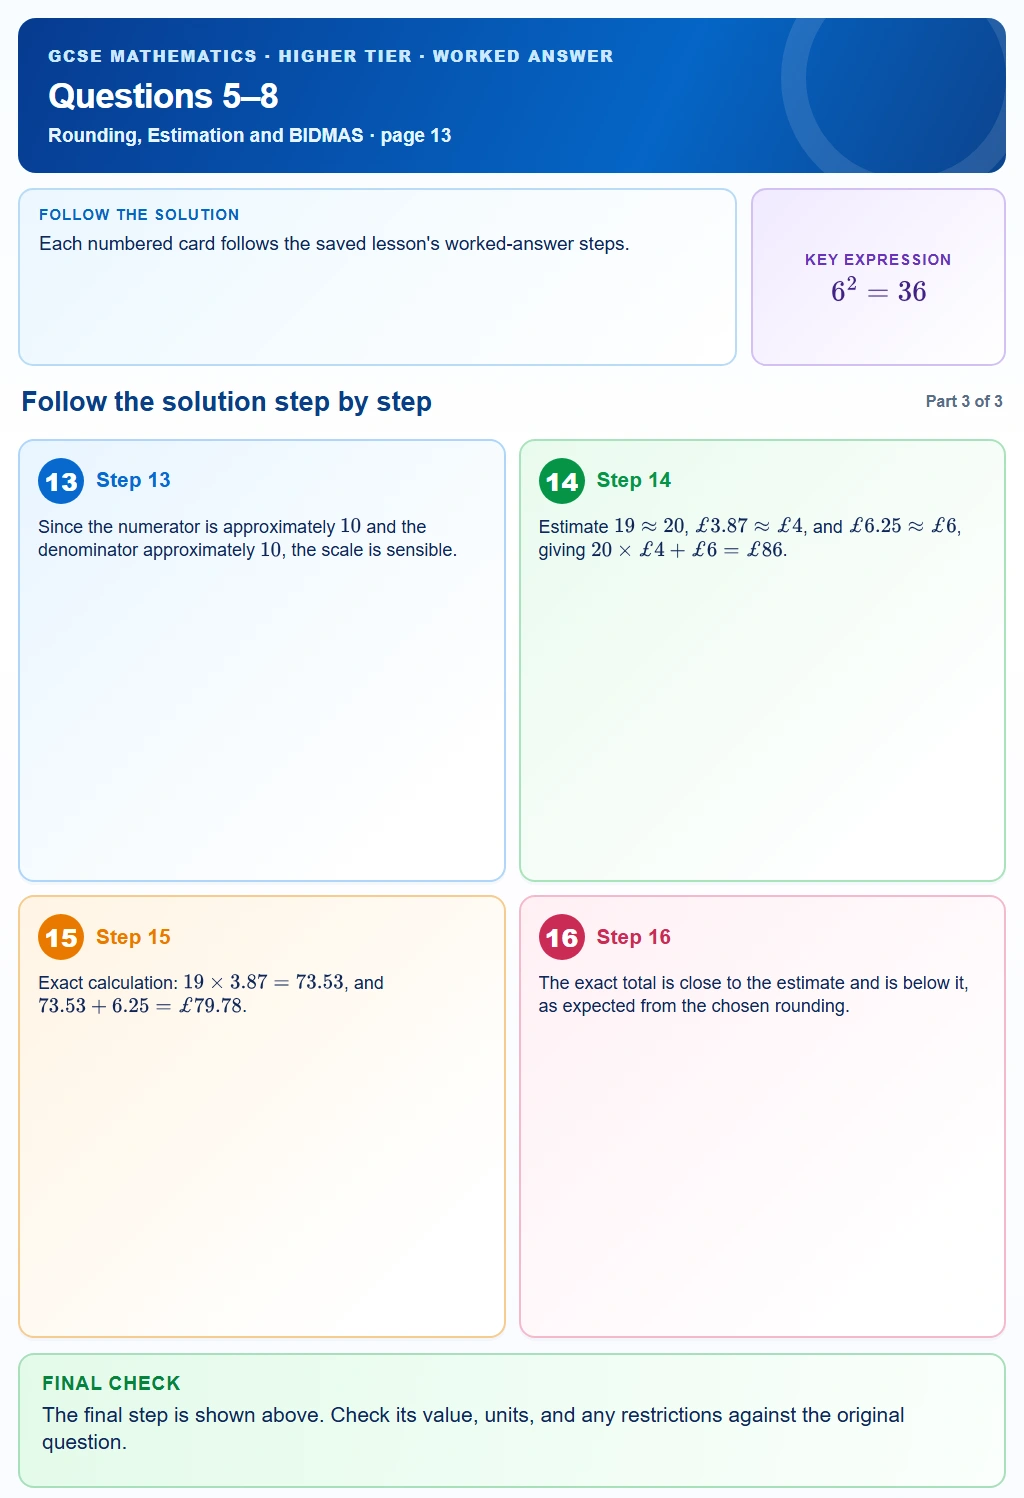 GCSE MATHEMATICS · HIGHER TIER · WORKED ANSWER
Questions 5–8
Rounding, Estimation and BIDMAS · page 13
FOLLOW THE SOLUTION
Each numbered card follows the saved lesson's worked-answer steps.
KEY EXPRESSION
6² = 36
Follow the solution step by step
Part 3 of 3
13 Step 13
Since the numerator is approximately 10 and the
denominator approximately 10, the scale is sensible.
14 Step 14
Estimate 19 ≈ 20, £3.87 ≈ £4, and £6.25 ≈ £6,
giving 20 × £4 + £6 = £86.
15 Step 15
Exact calculation: 19 × 3.87 = 73.53, and
73.53 + 6.25 = £79.78.
16 Step 16
The exact total is close to the estimate and is below it,
as expected from the chosen rounding.
FINAL CHECK
The final step is shown above. Check its value, units, and any restrictions against the original
question.